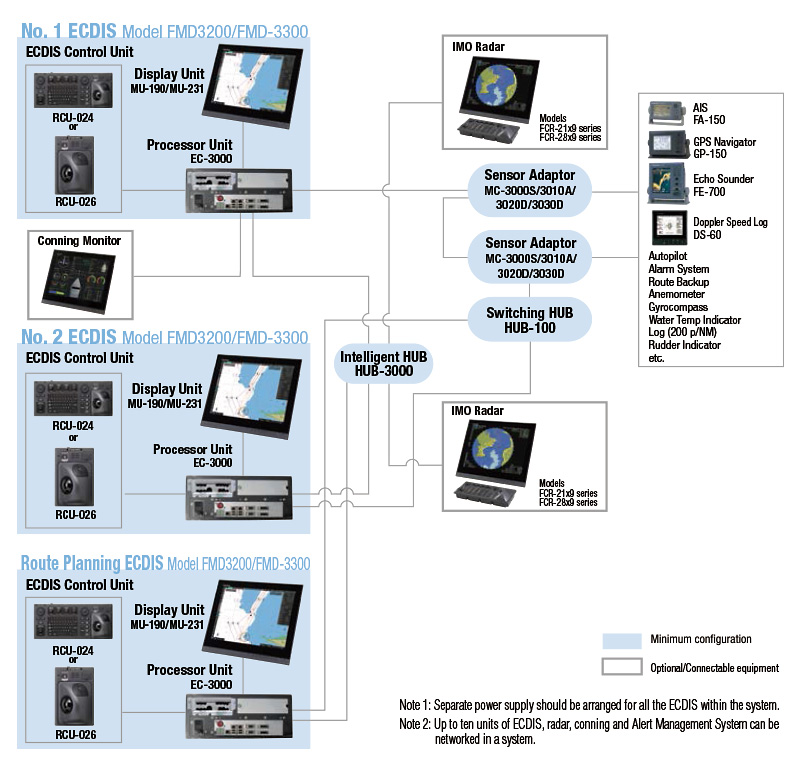 No. 1 ECDIS Model FMD3200/FMD-3300
ECDIS Control Unit
RCU-024
or
RCU-026
Display Unit
MU-190/MU-231
Processor Unit
EC-3000
Conning Monitor
No. 2 ECDIS Model FMD3200/FMD-3300
ECDIS Control Unit
RCU-024
or
RCU-026
Display Unit
MU-190/MU-231
Processor Unit
EC-3000
Route Planning ECDIS Model FMD3200/FMD-3300
ECDIS Control Unit
RCU-024
or
RCU-026
Display Unit
MU-190/MU-231
Processor Unit
EC-3000
IMO Radar
Models
FCR-21x9 series
FCR-28x9 series
Sensor Adaptor
MC-3000S/3010A/
3020D/3030D
Sensor Adaptor
MC-3000S/3010A/
3020D/3030D
Switching HUB
HUB-100
Intelligent HUB
HUB-3000
IMO Radar
Models
FCR-21x9 series
FCR-28x9 series
AIS
FA-150
GPS Navigator
GP-150
Echo Sounder
FE-700
Doppler Speed Log
DS-60
Autopilot
Alarm System
Route Backup
Anemometer
Gyrocompass
Water Temp Indicator
Log (200 p/NM)
Rudder Indicator
etc.
Minimum configuration
Optional/Connectable equipment
Note 1: Separate power supply should be arranged for all the ECDIS within the system.
Note 2: Up to ten units of ECDIS, radar, conning and Alert Management System can be
networked in a system.